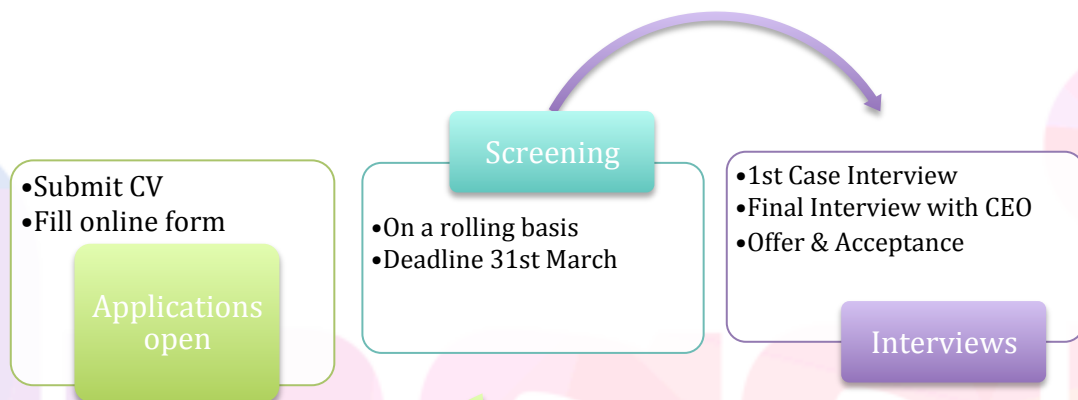 •Submit CV
•Fill online form
Applications
open
Screening
•On a rolling basis
•Deadline 31st March
•1st Case Interview
•Final Interview with CEO
•Offer & Acceptance
Interviews